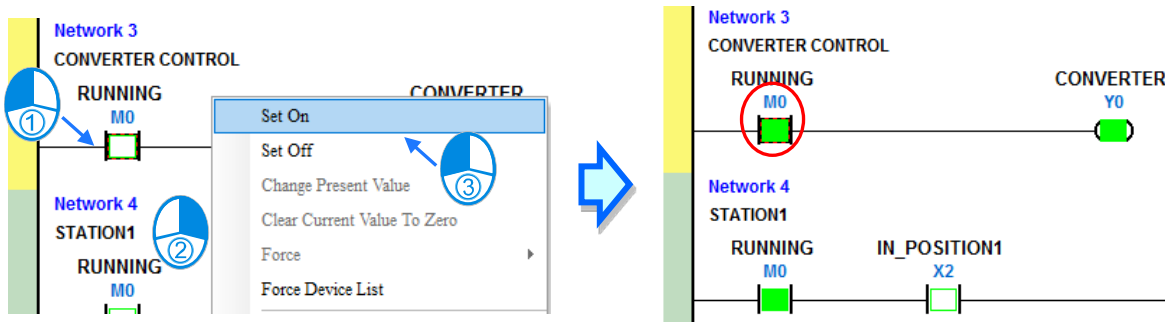 Network 3
CONVERTER CONTROL
RUNNING
CONVERTER
M0
①
Set On
Set Off
Change Present Value
③
Clear Current Value To Zero
Force
Force Device List
Network 4
STATION1
②
RUNNING
M0
Network 3
CONVERTER CONTROL
RUNNING
CONVERTER
M0
Y0
Network 4
STATION1
RUNNING
IN_POSITION1
M0
X2